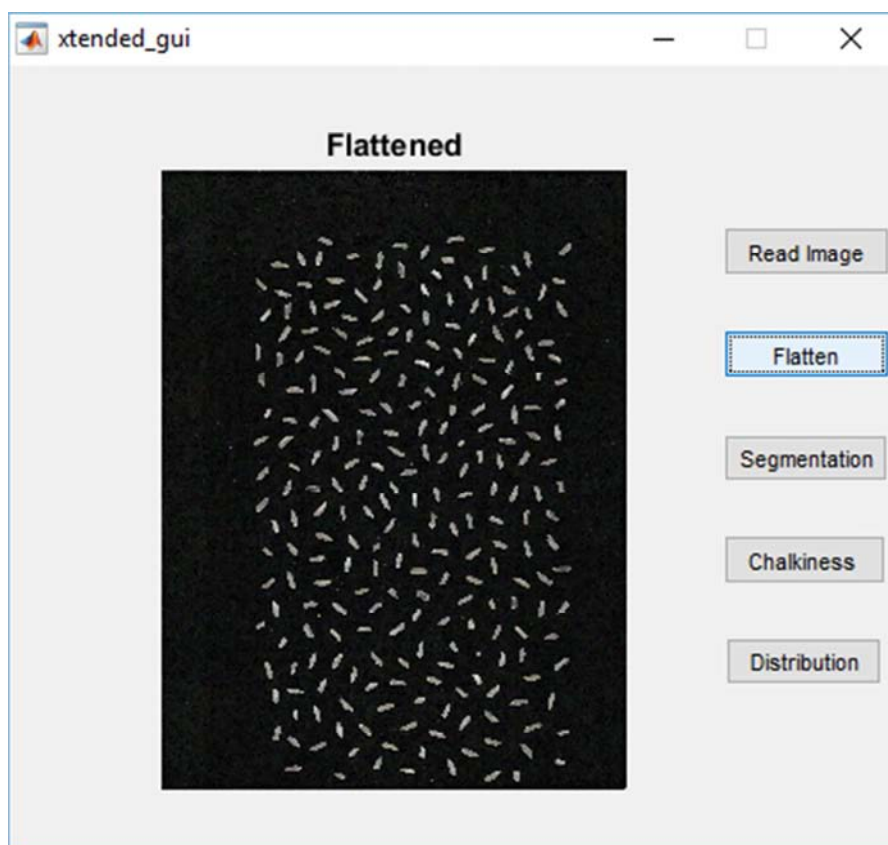 xtended_gui
Flattened
Read Image
Flatten
Segmentation
Chalkiness
Distribution